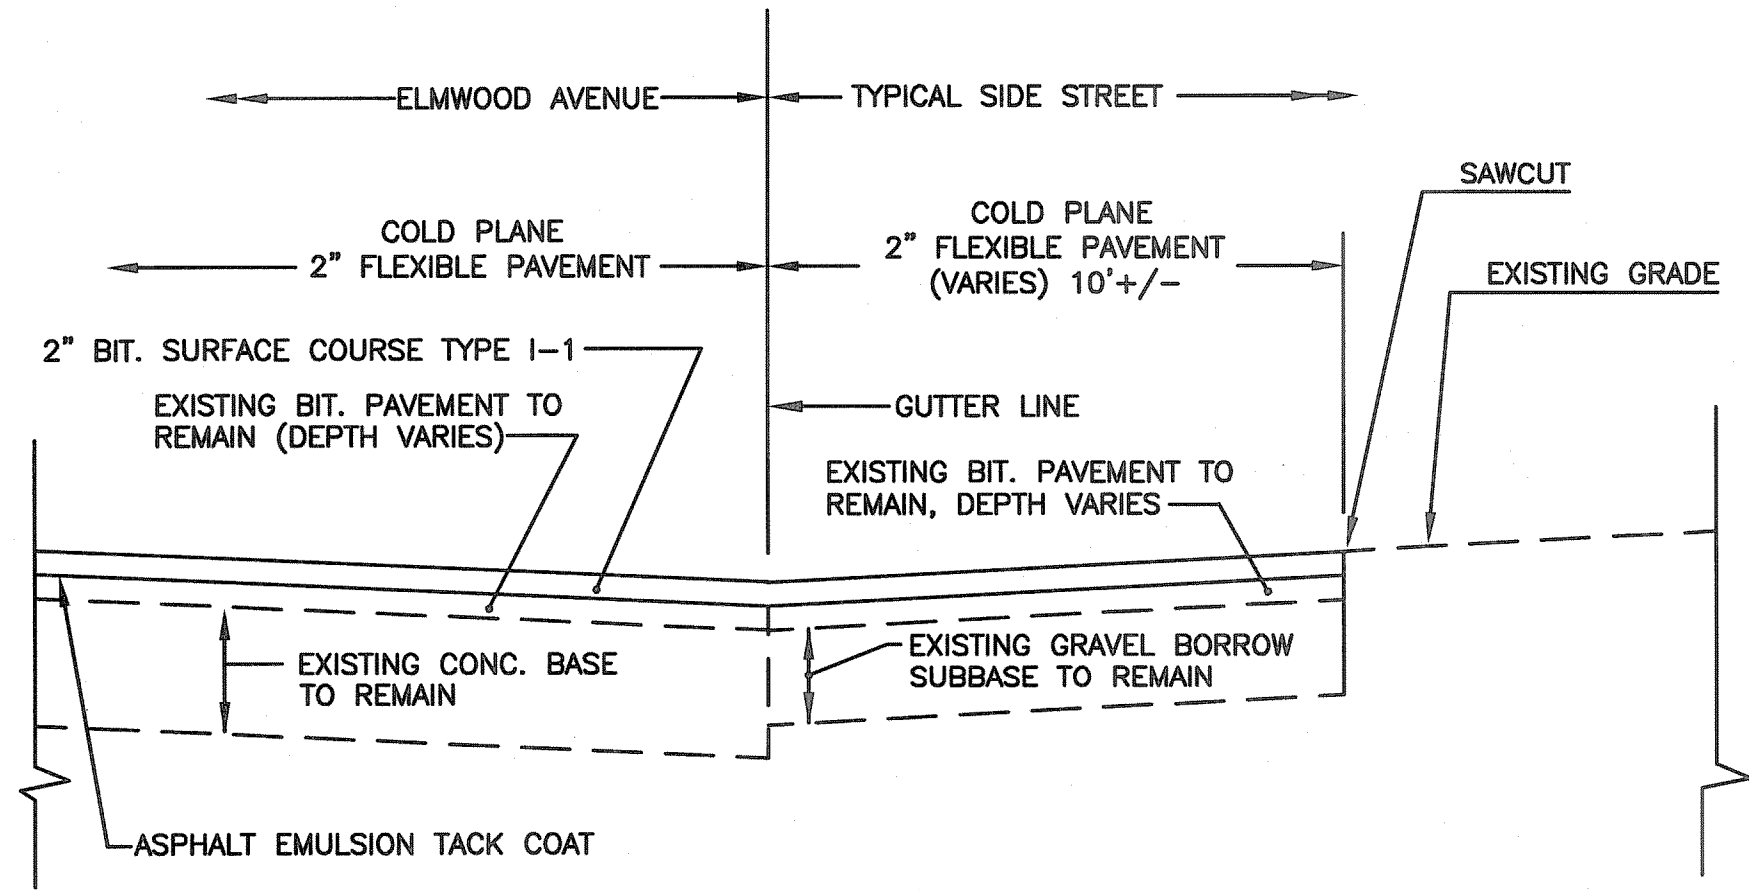 ELMWOOD AVENUE
TYPICAL SIDE STREET
SAWCUT
COLD PLANE
2" FLEXIBLE PAVEMENT
COLD PLANE
2" FLEXIBLE PAVEMENT
(VARIES) 10'+/-
EXISTING GRADE
2" BIT. SURFACE COURSE TYPE I-1
EXISTING BIT. PAVEMENT TO
REMAIN (DEPTH VARIES)
GUTTER LINE
EXISTING BIT. PAVEMENT TO
REMAIN, DEPTH VARIES
EXISTING CONC. BASE
TO REMAIN
EXISTING GRAVEL BORROW
SUBBASE TO REMAIN
ASPHALT EMULSION TACK COAT